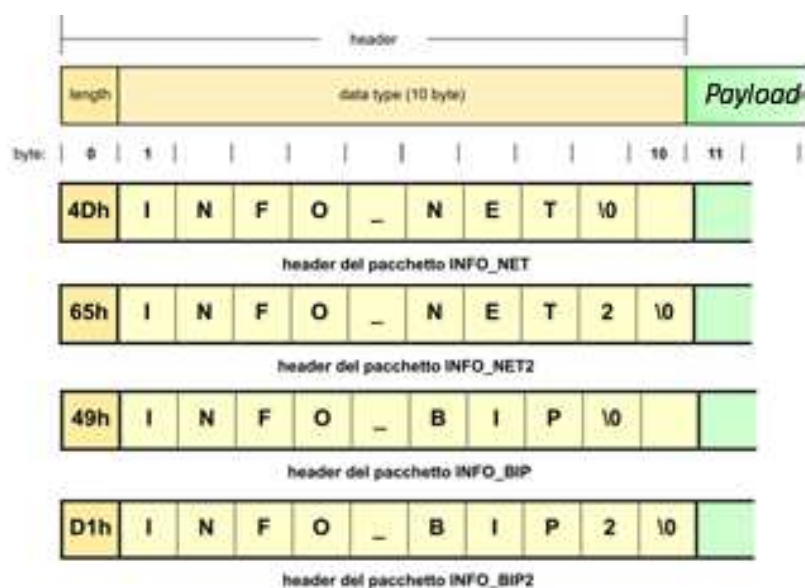 header
length data type (10 byte) Payload
byte: 0 1 10 11
4Dh I N F O _ N E T \0
header del pacchetto INFO_NET
65h I N F O _ N E T 2 \0
header del pacchetto INFO_NET2
49h I N F O _ B I P \0
header del pacchetto INFO_BIP
D1h I N F O _ B I P 2 \0
header del pacchetto INFO_BIP2